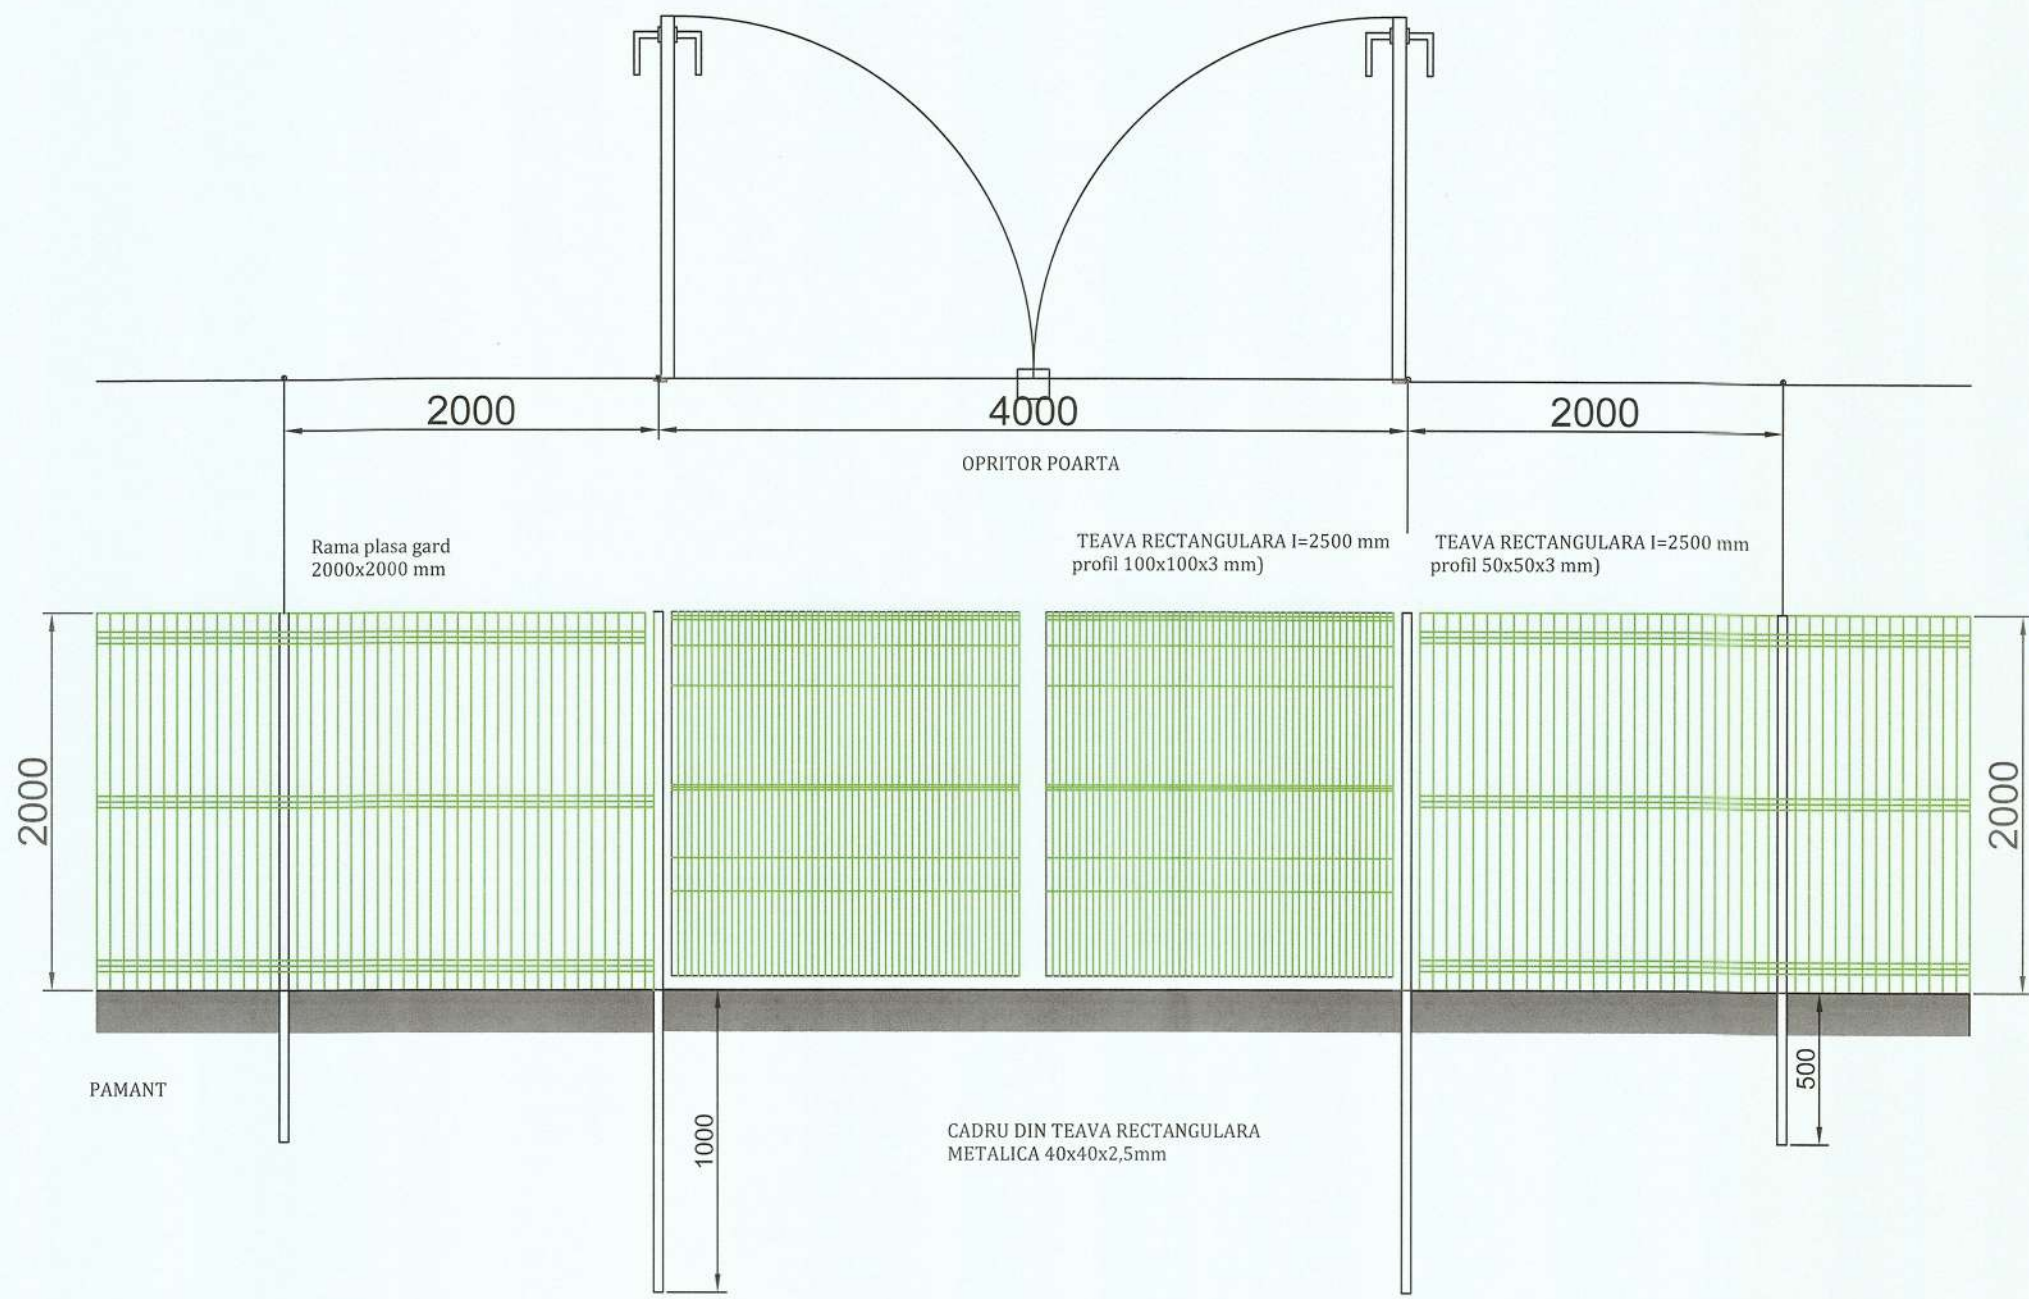 2000
4000
2000
OPRITOR POARTA
Rama plasa gard
2000x2000 mm
TEAVA RECTANGULARA I=2500 mm
profil 100x100x3 mm)
TEAVA RECTANGULARA I=2500 mm
profil 50x50x3 mm)
2000
2000
PAMANT
1000
CADRU DIN TEAVA RECTANGULARA
METALICA 40x40x2,5mm
500